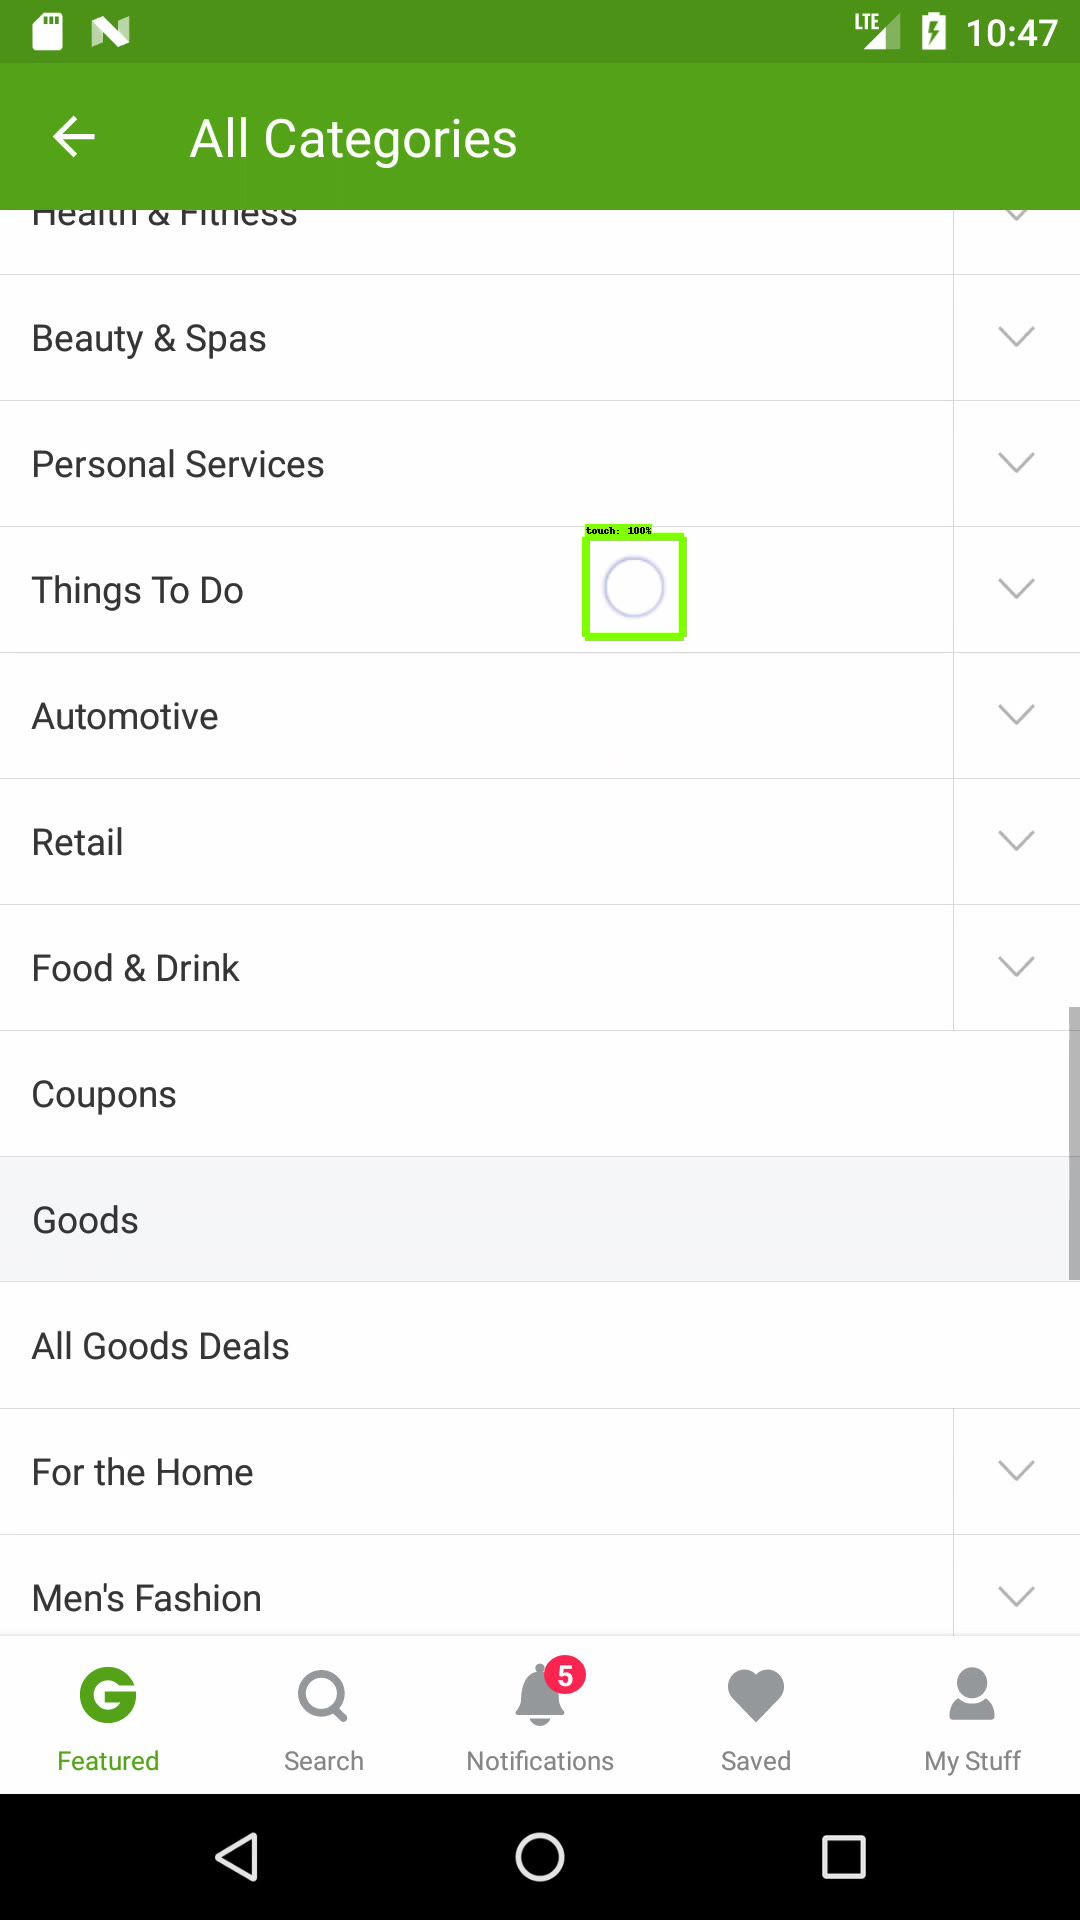 LTE 10:47
All Categories
Health & Fitness
Beauty & Spas
Personal Services
touch: 100%
Things To Do
Automotive
Retail
Food & Drink
Coupons
Goods
All Goods Deals
For the Home
Men's Fashion
5
Featured Search Notifications Saved My Stuff